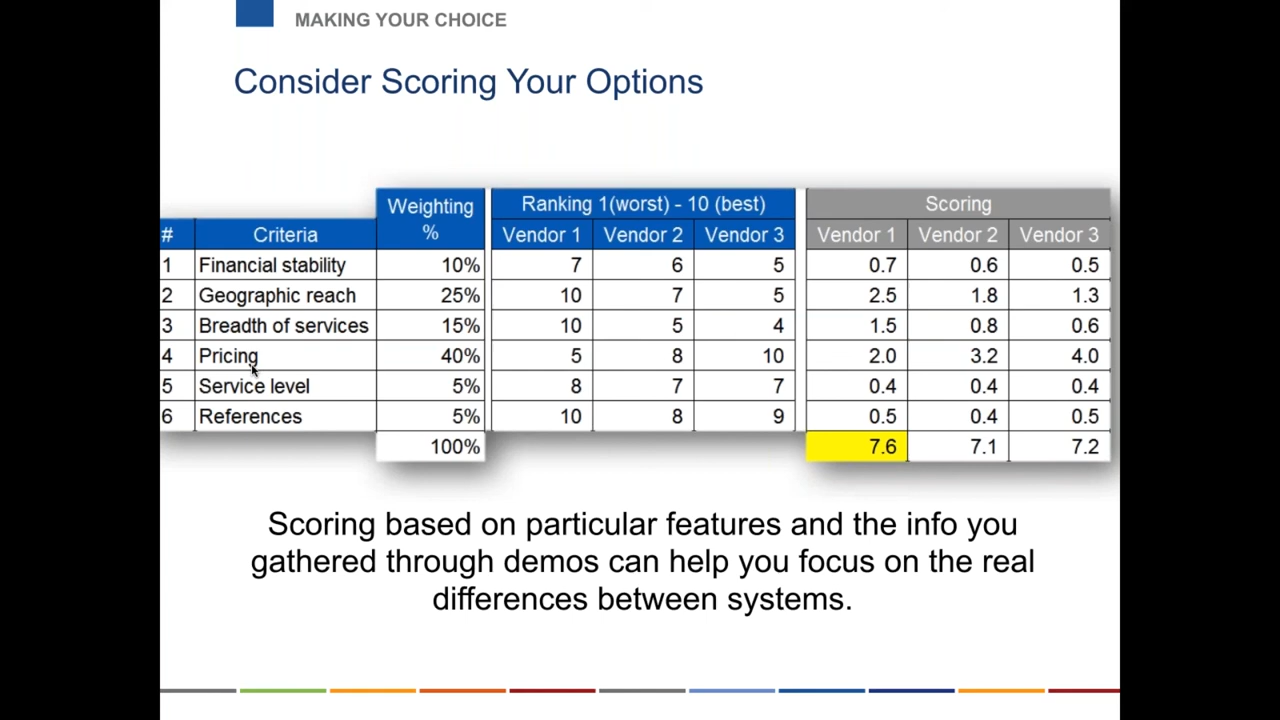 MAKING YOUR CHOICE
Consider Scoring Your Options
Weighting % Ranking 1(worst) - 10 (best) Scoring
# Criteria Vendor 1 Vendor 2 Vendor 3 Vendor 1 Vendor 2 Vendor 3
1 Financial stability 10% 7 6 5 0.7 0.6 0.5
2 Geographic reach 25% 10 7 5 2.5 1.8 1.3
3 Breadth of services 15% 10 5 4 1.5 0.8 0.6
4 Pricing 40% 5 8 10 2.0 3.2 4.0
5 Service level 5% 8 7 7 0.4 0.4 0.4
6 References 5% 10 8 9 0.5 0.4 0.5
100% 7.6 7.1 7.2
Scoring based on particular features and the info you
gathered through demos can help you focus on the real
differences between systems.